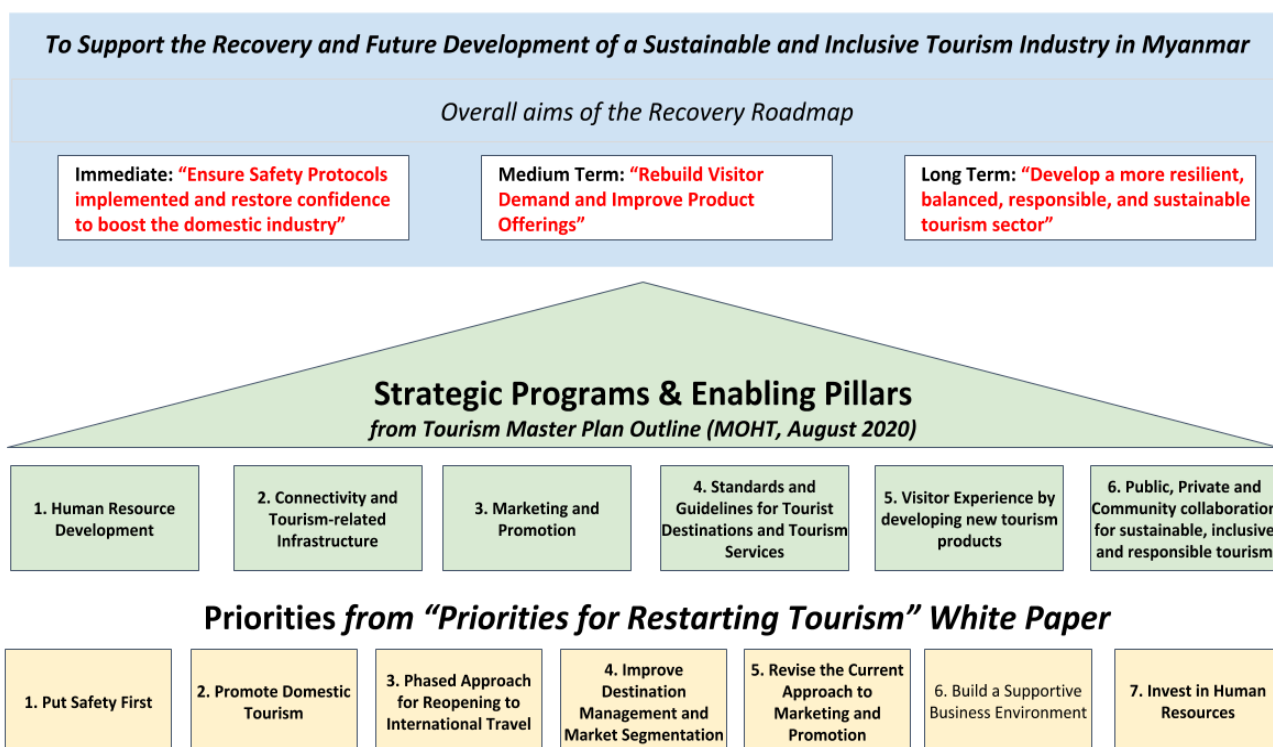 To Support the Recovery and Future Development of a Sustainable and Inclusive Tourism Industry in Myanmar
Overall aims of the Recovery Roadmap
Immediate: “Ensure Safety Protocols
implemented and restore confidence
to boost the domestic industry”
Medium Term: “Rebuild Visitor
Demand and Improve Product
Offerings”
Long Term: “Develop a more resilient,
balanced, responsible, and sustainable
tourism sector”
Strategic Programs & Enabling Pillars
from Tourism Master Plan Outline (MOHT, August 2020)
1. Human Resource
Development
2. Connectivity and
Tourism-related
Infrastructure
3. Marketing and
Promotion
4. Standards and
Guidelines for Tourist
Destinations and Tourism
Services
5. Visitor Experience by
developing new tourism
products
6. Public, Private and
Community collaboration
for sustainable, inclusive
and responsible tourism
Priorities from “Priorities for Restarting Tourism” White Paper
1. Put Safety First
2. Promote Domestic
Tourism
3. Phased Approach
for Reopening to
International Travel
4. Improve
Destination
Management and
Market Segmentation
5. Revise the Current
Approach to
Marketing and
Promotion
6. Build a Supportive
Business Environment
7. Invest in Human
Resources